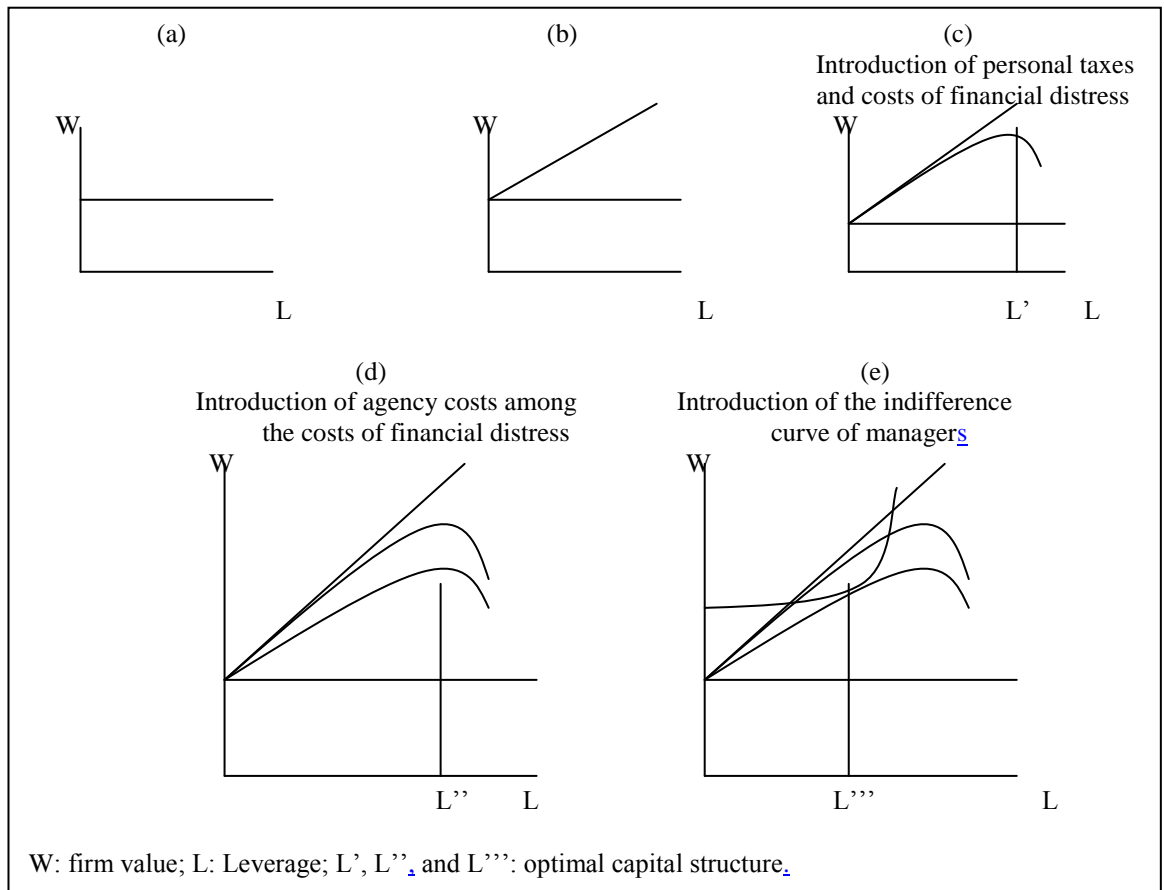 (a)
(b)
(c)
Introduction of personal taxes
and costs of financial distress
W
W
W
L
L
L’
L
(d)
Introduction of agency costs among
the costs of financial distress
(e)
Introduction of the indifference
curve of managers
W
W
L’’
L
L’’’
L
W: firm value; L: Leverage; L’, L’’, and L’’’: optimal capital structure.